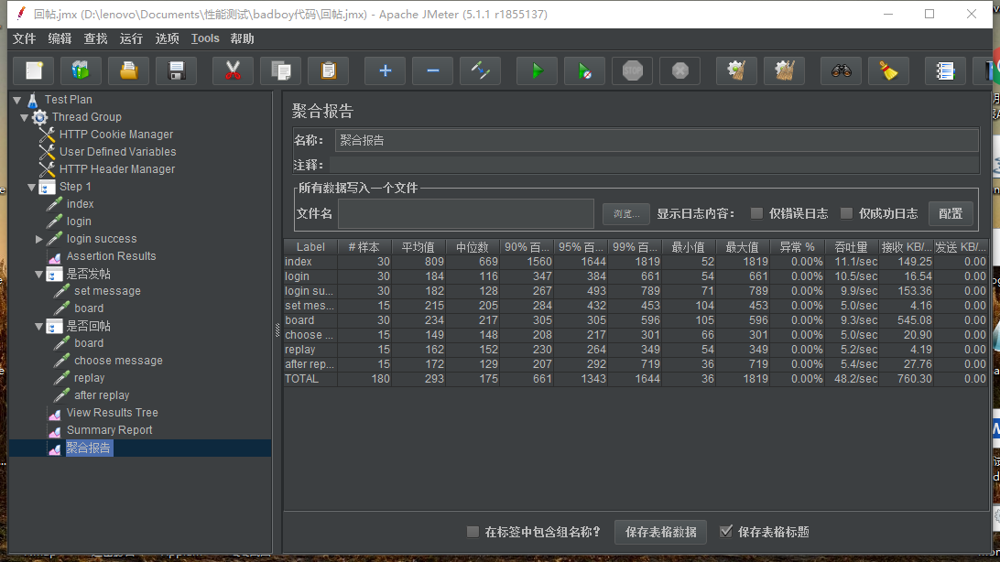 回帖.jmx (D:\lenovo\Documents\性能测试\badboy代码\回帖.jmx) - Apache JMeter (5.1.1 r1855137)
文件 编辑 查找 运行 选项 Tools 帮助
STOP
Test Plan
Thread Group
HTTP Cookie Manager
User Defined Variables
HTTP Header Manager
Step 1
index
login
login success
Assertion Results
是否发帖
set message
board
是否回帖
board
choose message
replay
after replay
View Results Tree
Summary Report
聚合报告
聚合报告
名称： 聚合报告
注释：
所有数据写入一个文件
文件名 浏览... 显示日志内容： 仅错误日志 仅成功日志 配置
Label # 样本 平均值 中位数 90% 百... 95% 百... 99% 百... 最小值 最大值 异常 % 吞吐量 接收 KB/... 发送 KB/...
index 30 809 669 1560 1644 1819 52 1819 0.00% 11.1/sec 149.25 0.00
login 30 184 116 347 384 661 54 661 0.00% 10.5/sec 16.54 0.00
login su... 30 182 128 267 493 789 71 789 0.00% 9.9/sec 153.36 0.00
set mes... 15 215 205 284 432 453 104 453 0.00% 5.0/sec 4.16 0.00
board 30 234 217 305 305 596 105 596 0.00% 9.3/sec 545.08 0.00
choose ... 15 149 148 208 217 301 66 301 0.00% 5.0/sec 20.90 0.00
replay 15 162 152 230 264 349 54 349 0.00% 5.2/sec 4.19 0.00
after rep... 15 172 129 207 292 719 36 719 0.00% 5.4/sec 27.76 0.00
TOTAL 180 293 175 661 1343 1644 36 1819 0.00% 48.2/sec 760.30 0.00
在标签中包含组名称？ 保存表格数据 保存表格标题